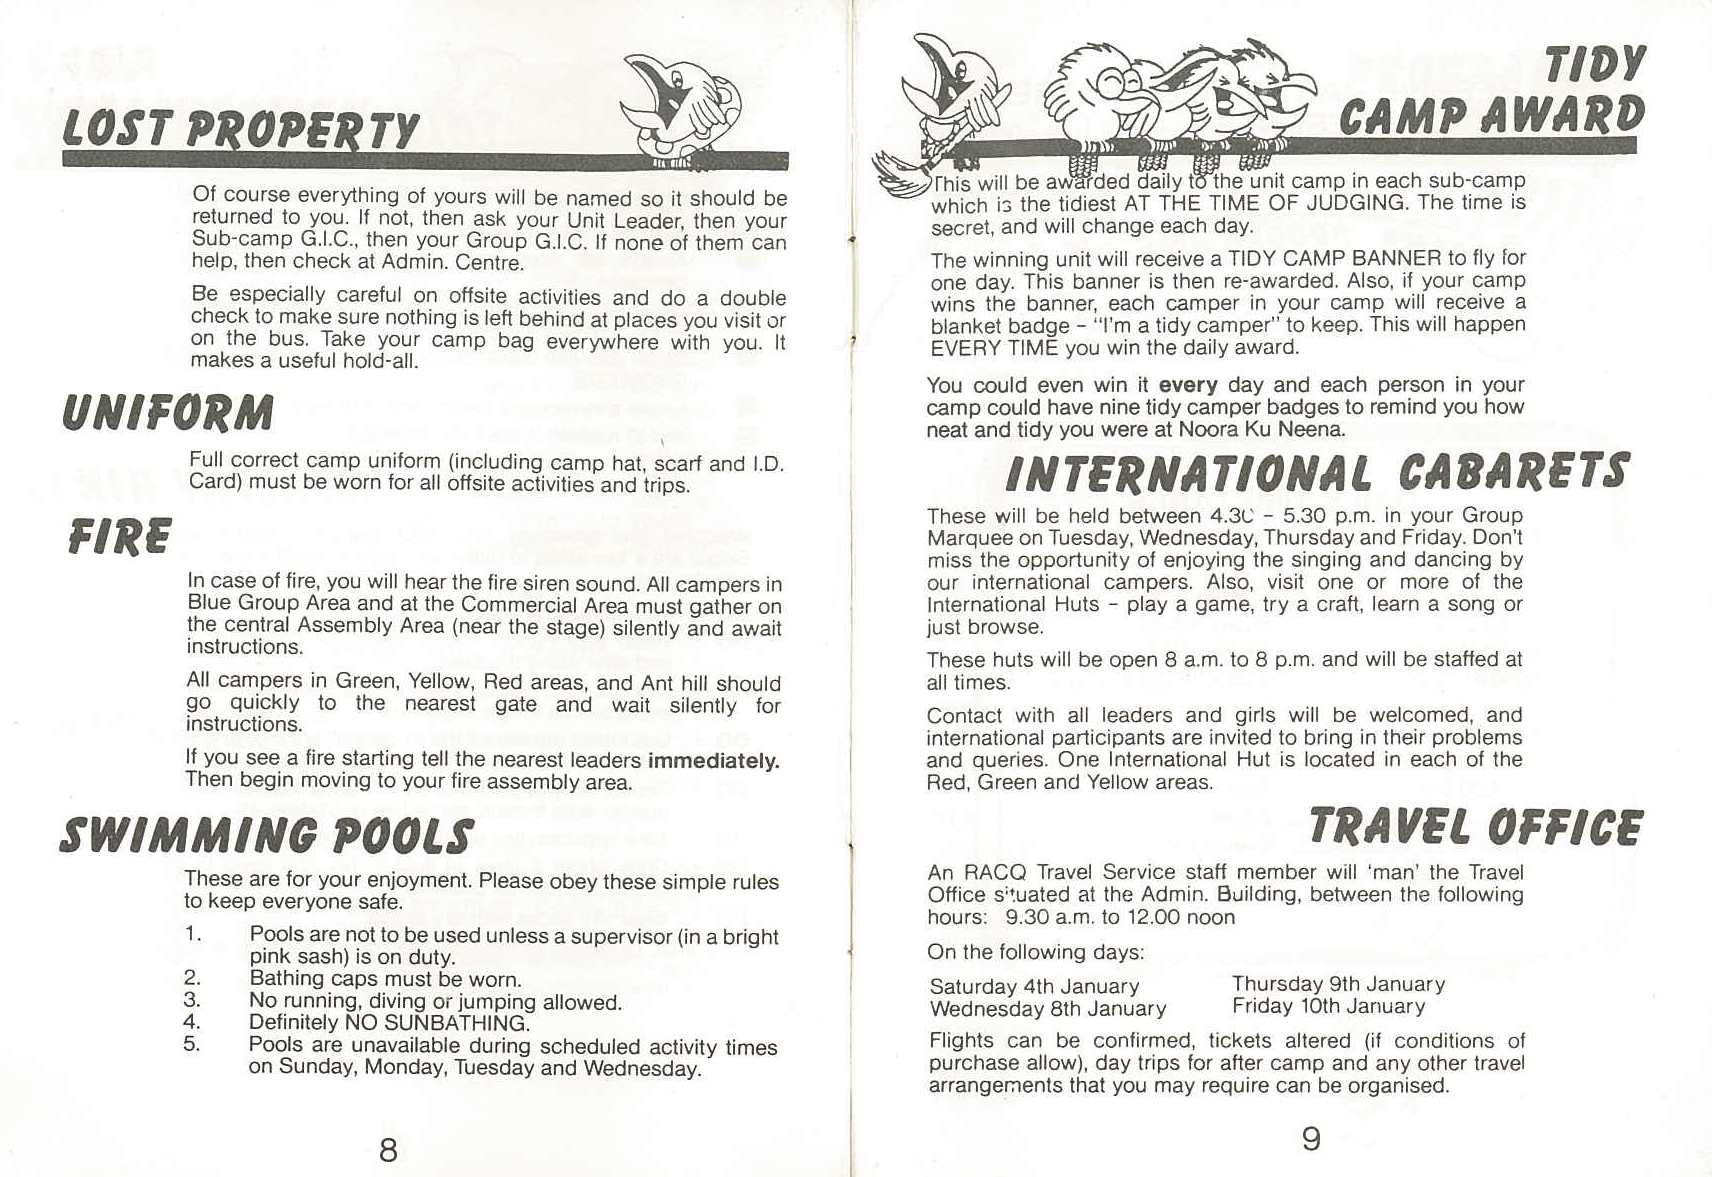 LOST PROPERTY
Of course everything of yours will be named so it should be
returned to you. If not, then ask your Unit Leader, then your
Sub-camp G.I.C., then your Group G.I.C. If none of them can
help, then check at Admin. Centre.
Be especially careful on offsite activities and do a double
check to make sure nothing is left behind at places you visit or
on the bus. Take your camp bag everywhere with you. It
makes a useful hold-all.
UNIFORM
Full correct camp uniform (including camp hat, scarf and I.D.
Card) must be worn for all offsite activities and trips.
FIRE
In case of fire, you will hear the fire siren sound. All campers in
Blue Group Area and at the Commercial Area must gather on
the central Assembly Area (near the stage) silently and await
instructions.
All campers in Green, Yellow, Red areas, and Ant hill should
go quickly to the nearest gate and wait silently for
instructions.
If you see a fire starting tell the nearest leaders immediately.
Then begin moving to your fire assembly area.
SWIMMING POOLS
These are for your enjoyment. Please obey these simple rules
to keep everyone safe.
1. Pools are not to be used unless a supervisor (in a bright
pink sash) is on duty.
2. Bathing caps must be worn.
3. No running, diving or jumping allowed.
4. Definitely NO SUNBATHING.
5. Pools are unavailable during scheduled activity times
on Sunday, Monday, Tuesday and Wednesday.
8
TIDY
CAMP AWARD
This will be awarded daily to the unit camp in each sub-camp
which is the tidiest AT THE TIME OF JUDGING. The time is
secret, and will change each day.
The winning unit will receive a TIDY CAMP BANNER to fly for
one day. This banner is then re-awarded. Also, if your camp
wins the banner, each camper in your camp will receive a
blanket badge – “I’m a tidy camper” to keep. This will happen
EVERY TIME you win the daily award.
You could even win it every day and each person in your
camp could have nine tidy camper badges to remind you how
neat and tidy you were at Noora Ku Neena.
INTERNATIONAL CABARETS
These will be held between 4.30 – 5.30 p.m. in your Group
Marquee on Tuesday, Wednesday, Thursday and Friday. Don’t
miss the opportunity of enjoying the singing and dancing by
our international campers. Also, visit one or more of the
International Huts – play a game, try a craft, learn a song or
just browse.
These huts will be open 8 a.m. to 8 p.m. and will be staffed at
all times.
Contact with all leaders and girls will be welcomed, and
international participants are invited to bring in their problems
and queries. One International Hut is located in each of the
Red, Green and Yellow areas.
TRAVEL OFFICE
An RACQ Travel Service staff member will ‘man’ the Travel
Office situated at the Admin. Building, between the following
hours: 9.30 a.m. to 12.00 noon
On the following days:
Saturday 4th January Thursday 9th January
Wednesday 8th January Friday 10th January
Flights can be confirmed, tickets altered (if conditions of
purchase allow), day trips for after camp and any other travel
arrangements that you may require can be organised.
9